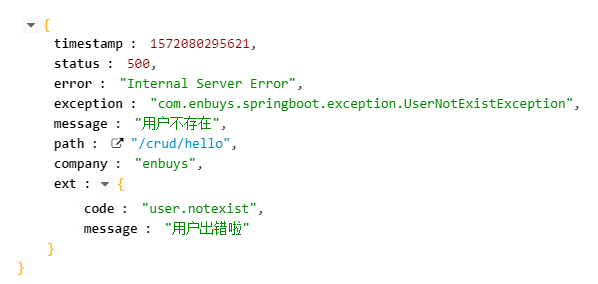 {
timestamp : 1572080295621,
status : 500,
error : "Internal Server Error",
exception : "com.enbuys.springboot.exception.UserNotExistException",
message : "用户不存在",
path : "/crud/hello",
company : "enbuys",
ext : {
code : "user.notexist",
message : "用户出错啦"
}
}